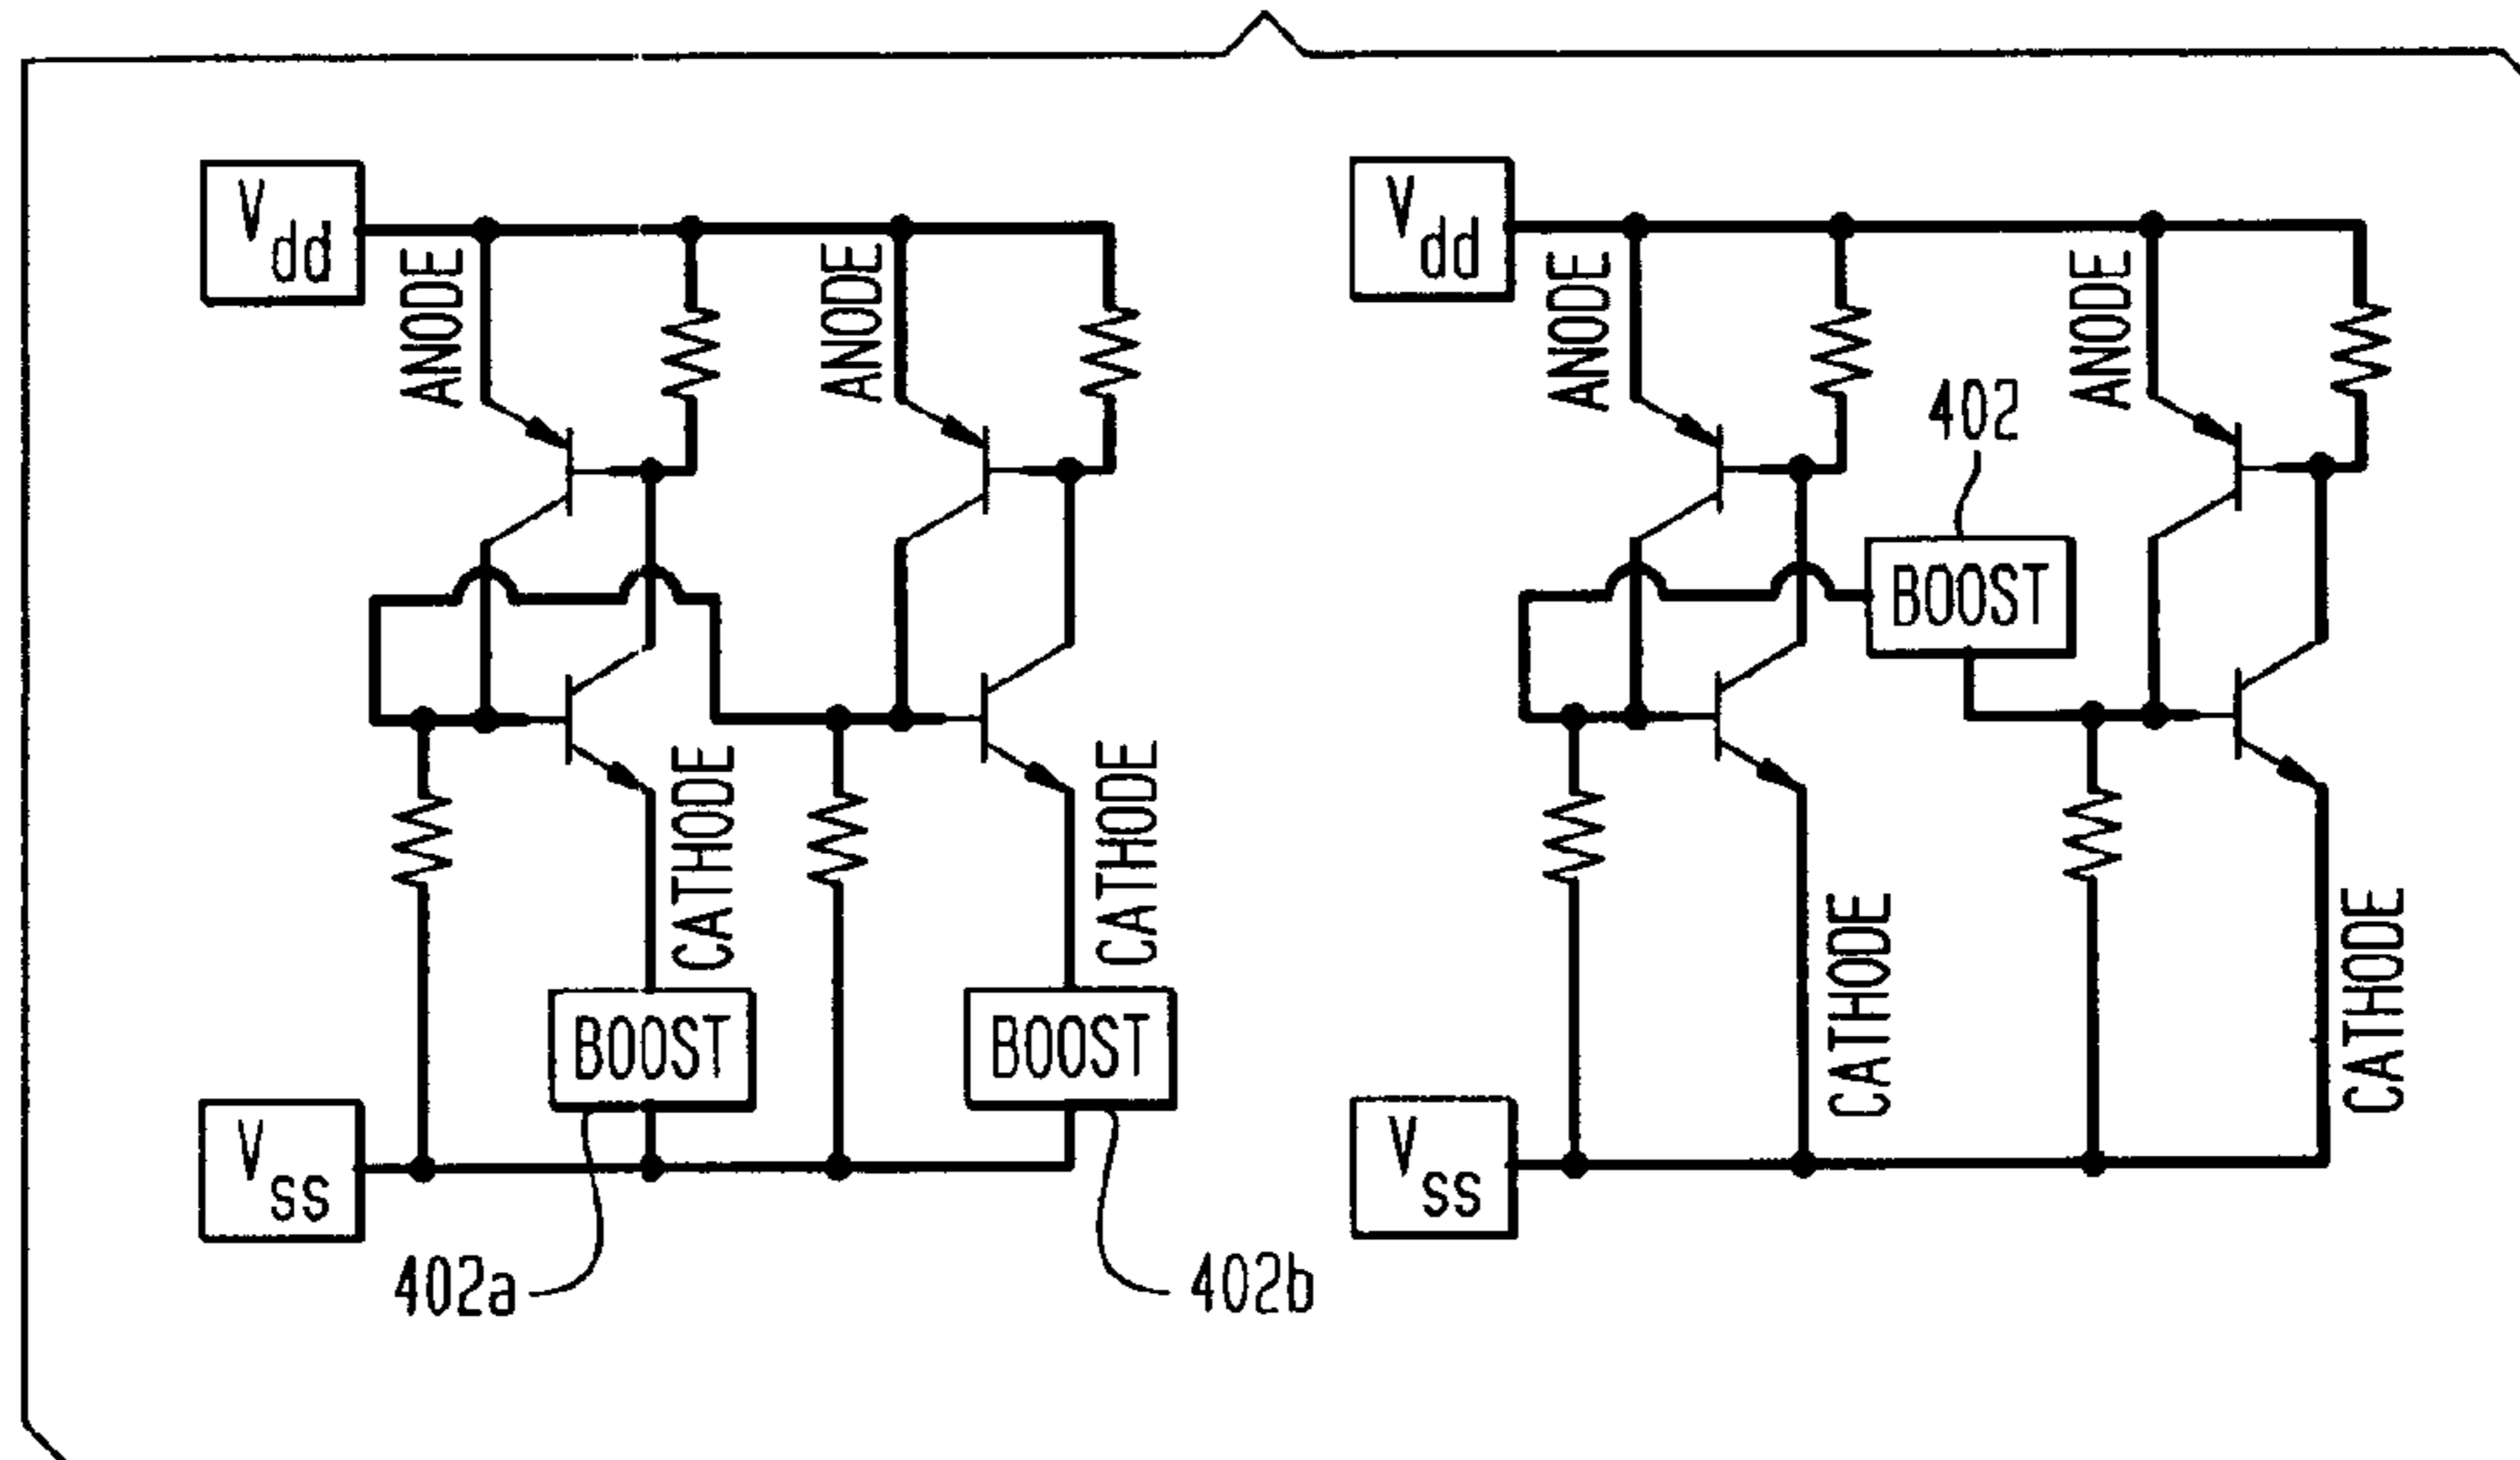 Vdd
ANODE
ANODE
CATHODE
CATHODE
BOOST
BOOST
Vss
402a
402b
Vdd
ANODE
ANODE
402
BOOST
CATHODE
CATHODE
Vss